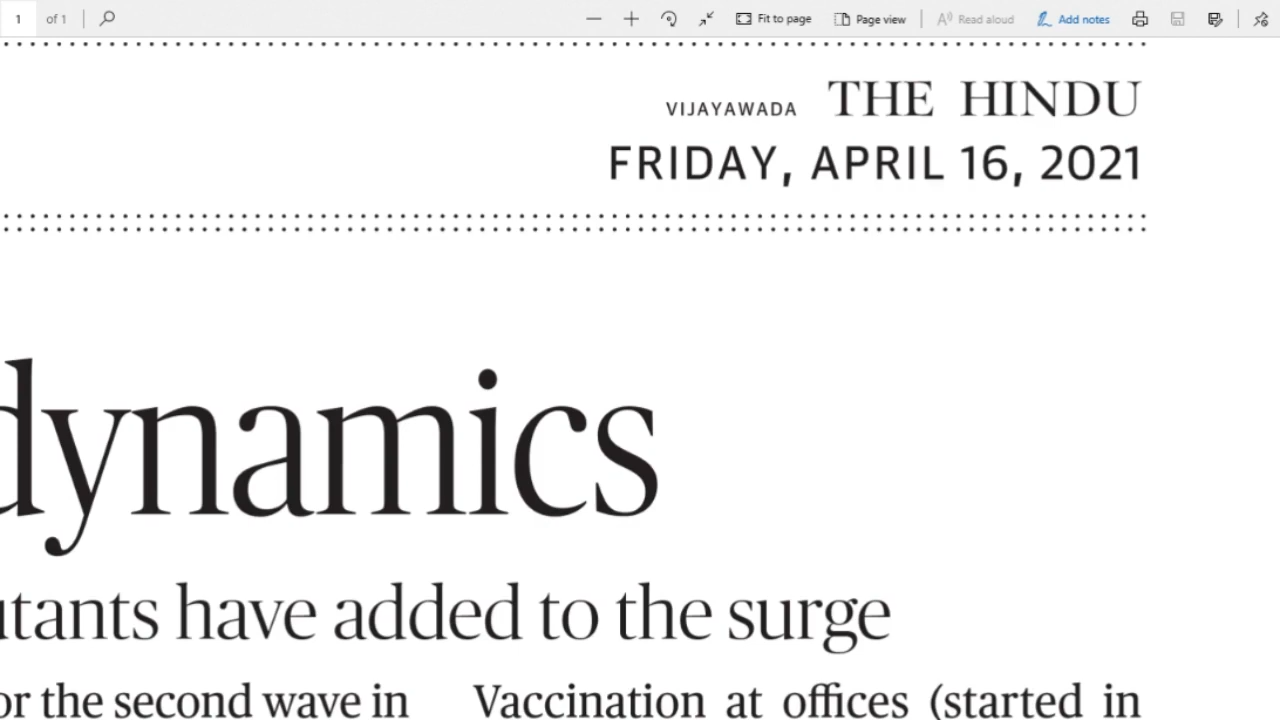 1 of 1 Fit to page Page view Read aloud Add notes
VIJAYAWADA THE HINDU
FRIDAY, APRIL 16, 2021
dynamics
utants have added to the surge
or the second wave in
Vaccination at offices (started in